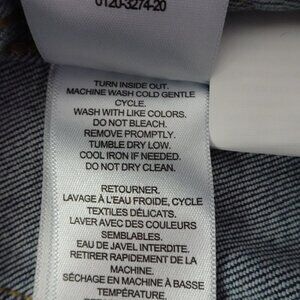 0120-3274-20
TURN INSIDE OUT.
MACHINE WASH COLD GENTLE
CYCLE.
WASH WITH LIKE COLORS.
DO NOT BLEACH.
REMOVE PROMPTLY.
TUMBLE DRY LOW.
COOL IRON IF NEEDED.
DO NOT DRY CLEAN.
RETOURNER.
LAVAGE À L'EAU FROIDE, CYCLE
TEXTILES DÉLICATS.
LAVER AVEC DES COULEURS
SEMBLABLES.
EAU DE JAVEL INTERDITE.
RETIRER RAPIDEMENT DE LA
MACHINE.
SÉCHAGE EN MACHINE À BASSE
TEMPÉRATURE